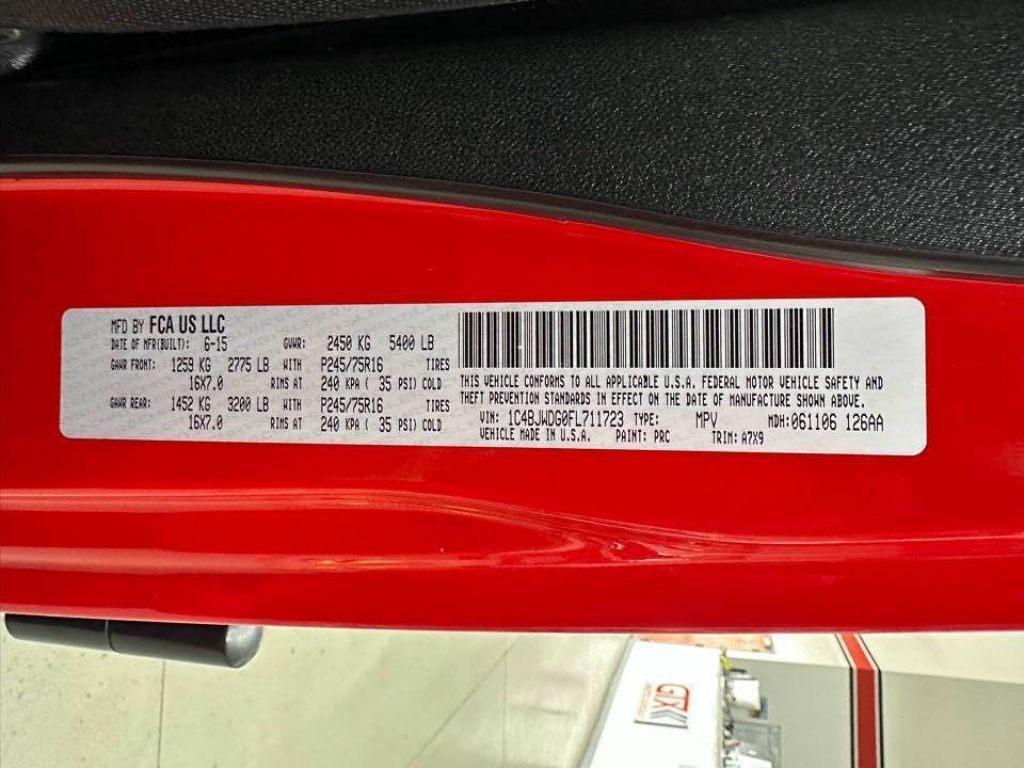 MFD BY FCA US LLC
DATE OF MFR(BUILT): 6-15 GVWR: 2450 KG 5400 LB
GAWR FRONT: 1259 KG 2775 LB WITH P245/75R16 TIRES
16X7.0 RIMS AT 240 KPA ( 35 PSI) COLD
GAWR REAR: 1452 KG 3200 LB WITH P245/75R16 TIRES
16X7.0 RIMS AT 240 KPA ( 35 PSI) COLD
THIS VEHICLE CONFORMS TO ALL APPLICABLE U.S.A. FEDERAL MOTOR VEHICLE SAFETY AND
THEFT PREVENTION STANDARDS IN EFFECT ON THE DATE OF MANUFACTURE SHOWN ABOVE.
VIN: 1C4BJWDG0FL711723 TYPE: MPV MDH:061106 126AA
VEHICLE MADE IN U.S.A. PAINT: PRC TRIM: A7X9